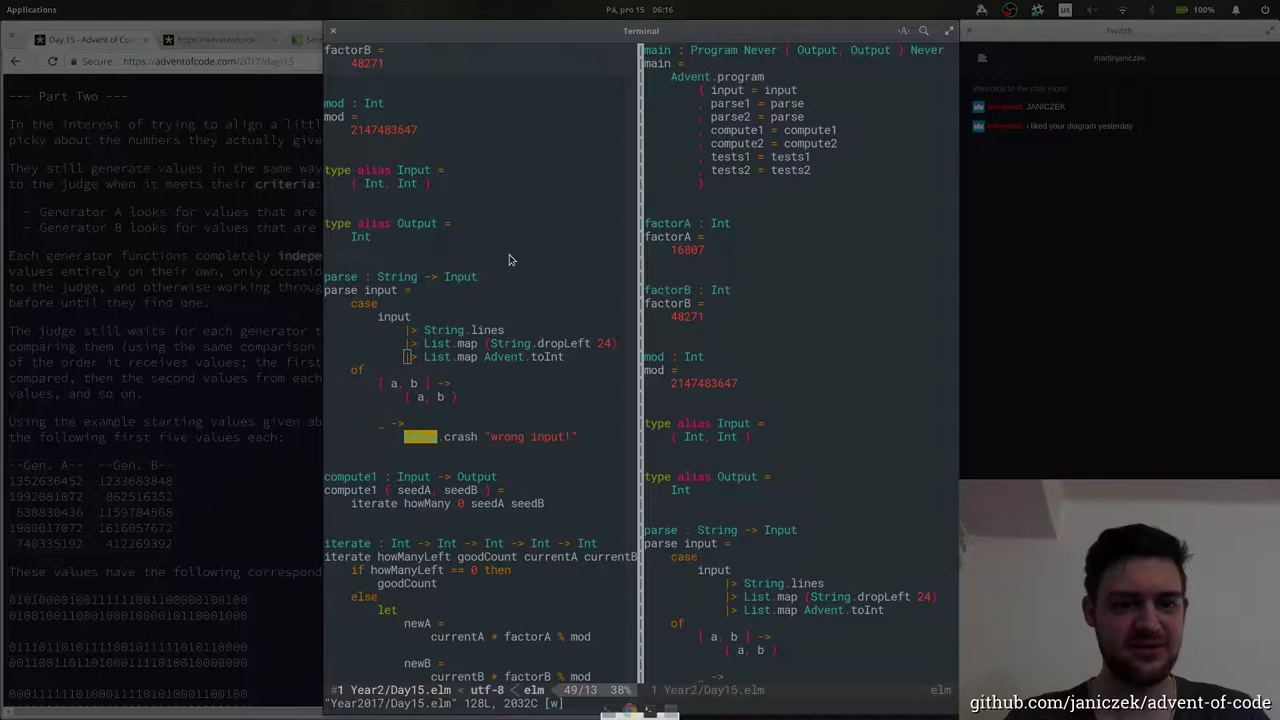 Applications
Pá, pro 15   06:16
us
100%
Day 15 - Advent of Co
https://adventofcode
Secure
https://adventofcode.com/2017/day/15
--- Part Two ---
In the interest of trying to align a little
picky about the numbers they actually give
They still generate values in the same way
to the judge when it meets their criteria:
- Generator A looks for values that are
- Generator B looks for values that are
Each generator functions completely indepe
values entirely on their own, only occasio
to the judge, and otherwise working throug
before until they find one.
The judge still waits for each generator t
comparing them (using the same comparison
of the order it receives values; the first
compared, then the second values from each
values, and so on.
Using the example starting values given abo
the following first five values each:
--Gen. A--  --Gen. B--
1352636452  1233683848
1992081072   862516352
530830436  1159784568
1980017072  1616057672
740335192   412269392
These values have the following correspond
Terminal
factorB =
48271
mod : Int
mod =
2147483647
type alias Input =
( Int, Int )
type alias Output =
Int
parse : String -> Input
parse input =
case
input
|> String.lines
|> List.map (String.dropLeft 24)
|> List.map Advent.toInt
of
[ a, b ] ->
( a, b )
_ ->
.crash "wrong input!"
compute1 : Input -> Output
compute1 ( seedA, seedB ) =
iterate howMany 0 seedA seedB
iterate : Int -> Int -> Int -> Int -> Int
iterate howManyLeft goodCount currentA currentB
if howManyLeft == 0 then
goodCount
else
let
newA =
currentA * factorA % mod
newB =
currentB * factorB % mod
#1 Year2/Day15.elm < utf-8 < elm  49/13  38%
"Year2017/Day15.elm" 128L, 2032C [w]
main : Program Never ( Output, Output ) Never
main =
Advent.program
{ input = input
, parse1 = parse
, parse2 = parse
, compute1 = compute1
, compute2 = compute2
, tests1 = tests1
, tests2 = tests2
}
factorA : Int
factorA =
16807
factorB : Int
factorB =
48271
mod : Int
mod =
2147483647
type alias Input =
( Int, Int )
type alias Output =
Int
parse : String -> Input
parse input =
case
input
|> String.lines
|> List.map (String.dropLeft 24)
|> List.map Advent.toInt
of
[ a, b ] ->
( a, b )
_ ->
1 Year2/Day15.elm
elm
Twitch
martinjaniczek
Welcome to the chat room!
JANICZEK
i liked your diagram yesterday
github.com/janiczek/advent-of-code